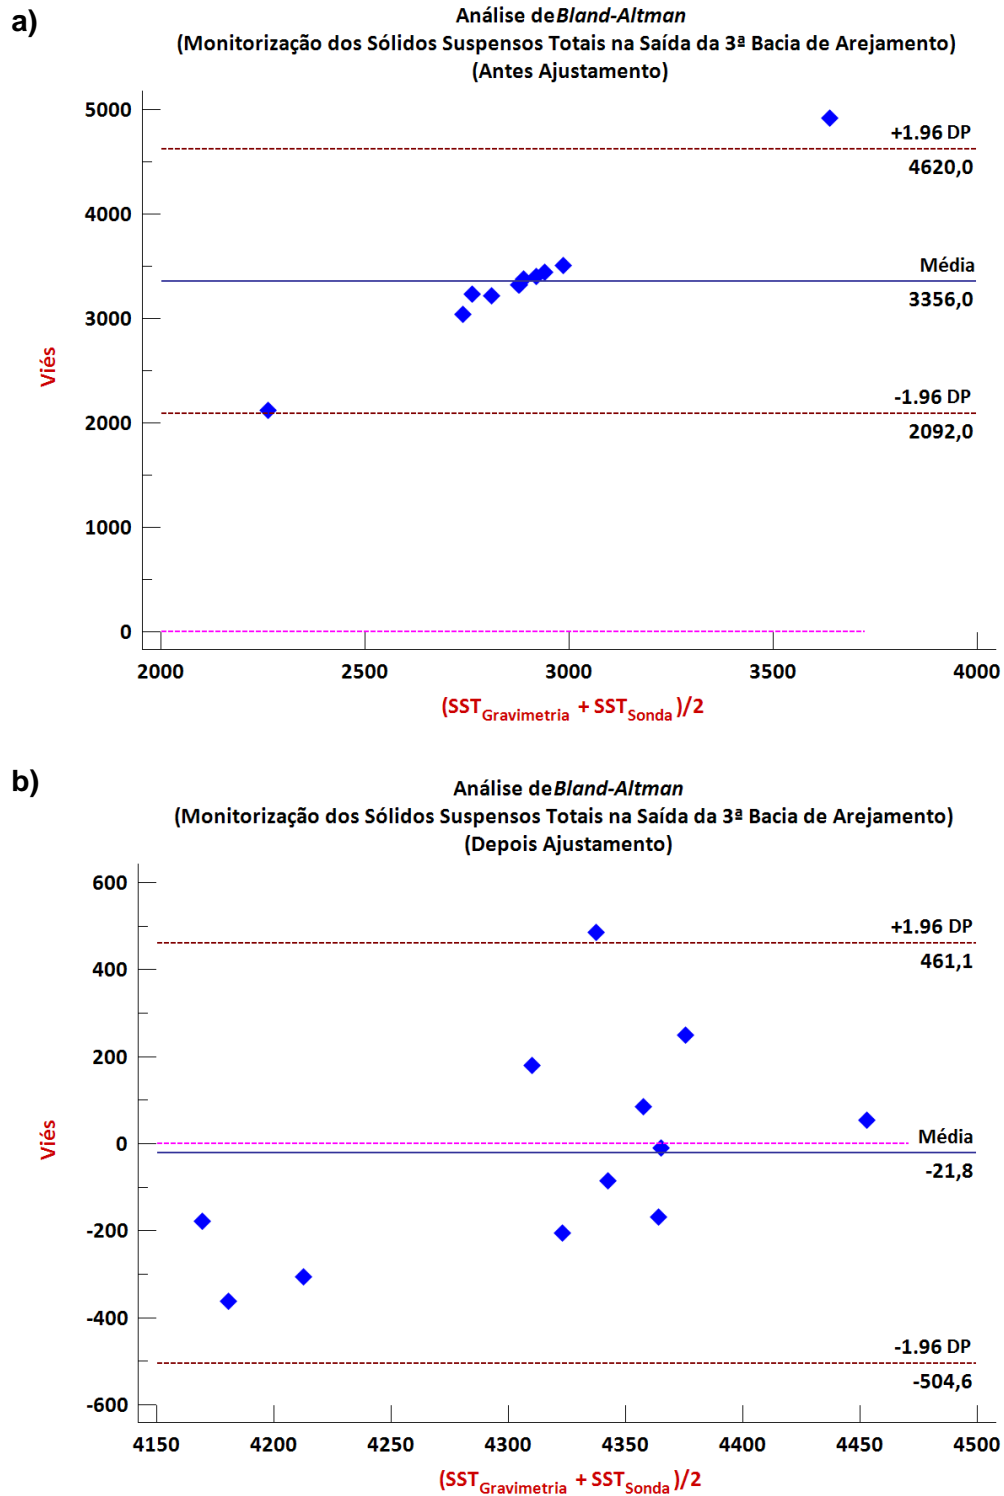 a)
Análise de Bland-Altman
(Monitorização dos Sólidos Suspensos Totais na Saída da 3ª Bacia de Arejamento)
(Antes Ajustamento)
5000
4000
3000
2000
1000
0
Viés
+1.96 DP
4620,0
Média
3356,0
-1.96 DP
2092,0
2000 2500 3000 3500 4000
(SSTGravimetria + SSTSonda)/2
b)
Análise de Bland-Altman
(Monitorização dos Sólidos Suspensos Totais na Saída da 3ª Bacia de Arejamento)
(Depois Ajustamento)
600
400
200
0
-200
-400
-600
Viés
+1.96 DP
461,1
Média
-21,8
-1.96 DP
-504,6
4150 4200 4250 4300 4350 4400 4450 4500
(SSTGravimetria + SSTSonda)/2